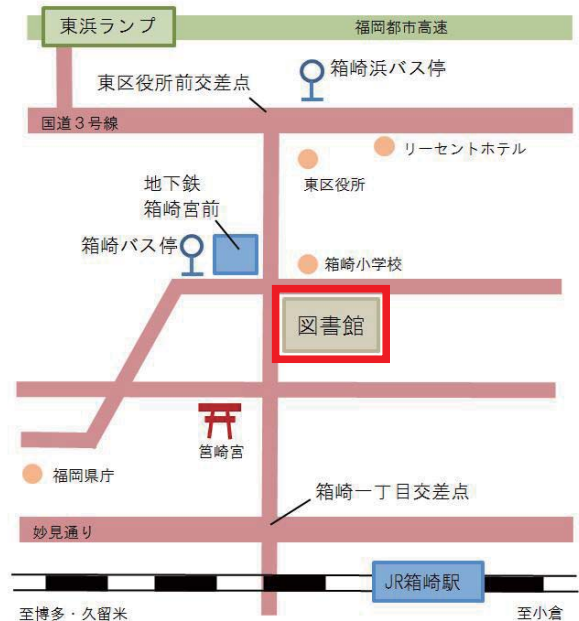 東浜ランプ
福岡都市高速
箱崎浜バス停
東区役所前交差点
国道３号線
リーセントホテル
東区役所
地下鉄
箱崎宮前
箱崎バス停
箱崎小学校
図書館
筥崎宮
福岡県庁
箱崎一丁目交差点
妙見通り
JR箱崎駅
至博多・久留米
至小倉